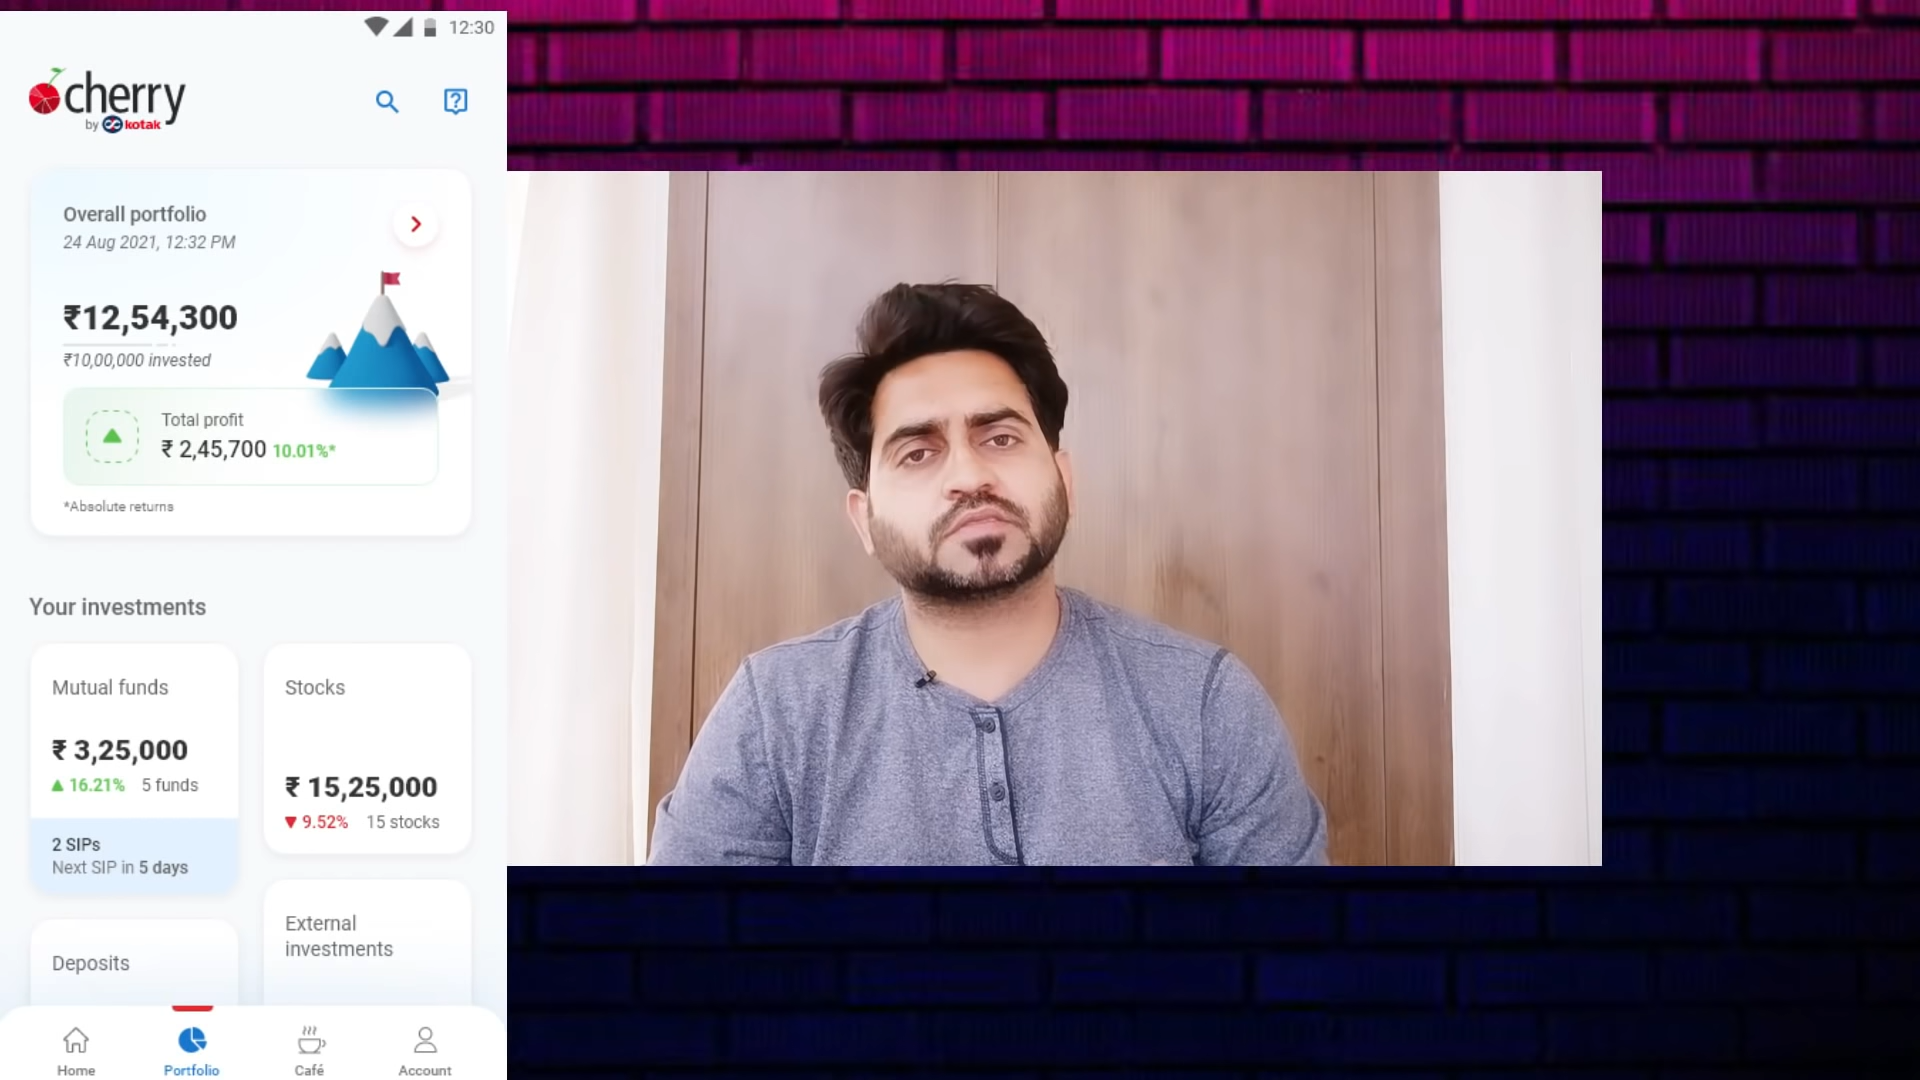 12:30
cherry
by kotak
Overall portfolio
24 Aug 2021, 12:32 PM
₹12,54,300
₹10,00,000 invested
Total profit
₹ 2,45,700 10.01%*
*Absolute returns
Your investments
Mutual funds
₹ 3,25,000
16.21% 5 funds
2 SIPs
Next SIP in 5 days
Stocks
₹ 15,25,000
9.52% 15 stocks
External
investments
Deposits
Home
Portfolio
Café
Account